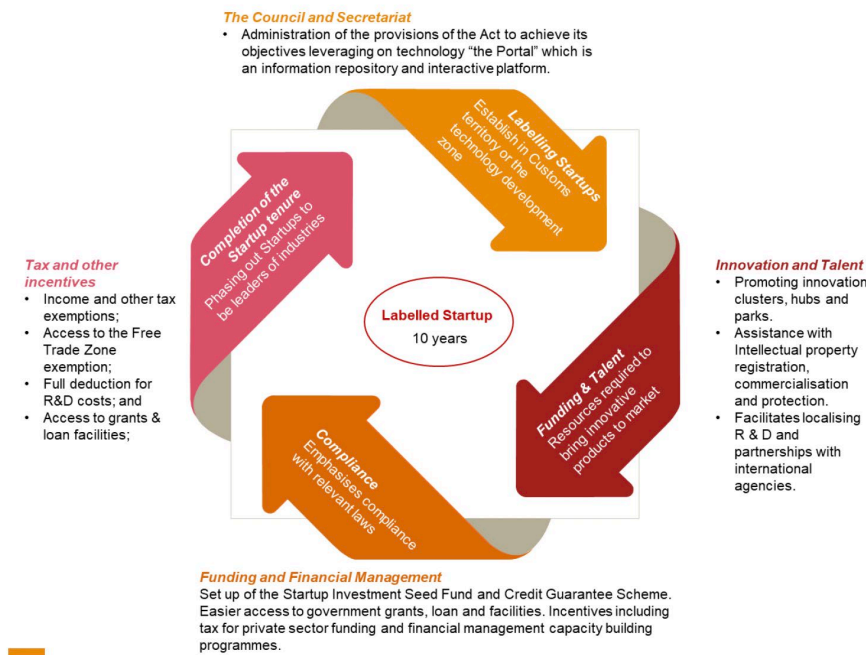 The Council and Secretariat
• Administration of the provisions of the Act to achieve its
objectives leveraging on technology “the Portal” which is
an information repository and interactive platform.
Labelling Startups
Establish in Customs
territory or the
technology development
zone
Completion of the
Startup tenure
Phasing out Startups to
be leaders of industries
Tax and other
incentives
• Income and other tax
exemptions;
• Access to the Free
Trade Zone
exemption;
• Full deduction for
R&D costs; and
• Access to grants &
loan facilities;
Labelled Startup
10 years
Innovation and Talent
• Promoting innovation
clusters, hubs and
parks.
• Assistance with
Intellectual property
registration,
commercialisation
and protection.
• Facilitates localising
R & D and
partnerships with
international
agencies.
Funding & Talent
Resources required to
bring innovative
products to market
Compliance
Emphasises compliance
with relevant laws
Funding and Financial Management
Set up of the Startup Investment Seed Fund and Credit Guarantee Scheme.
Easier access to government grants, loan and facilities. Incentives including
tax for private sector funding and financial management capacity building
programmes.